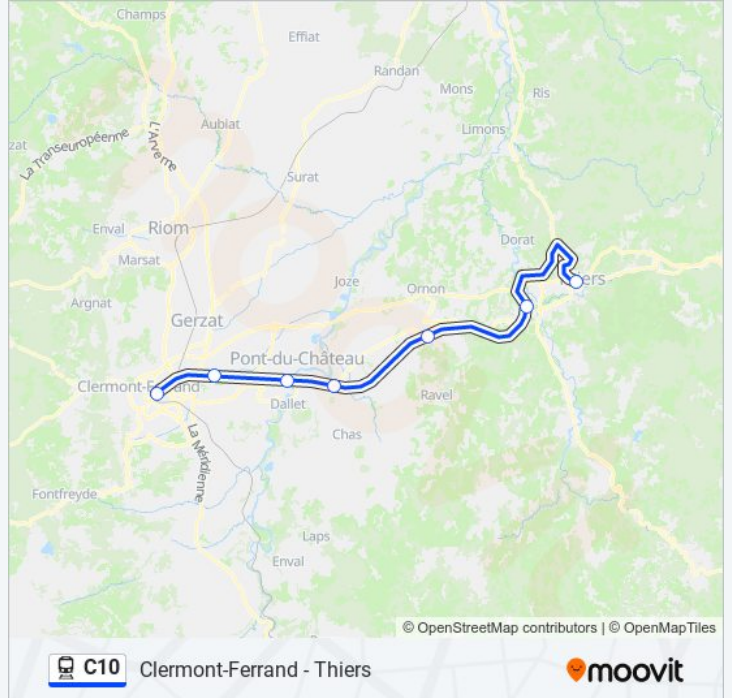 Champs
Effiat
Randan
Mons
Ris
Aubiat
L'Arverne
Limons
zat
La Transeuropéenne
Surat
Enval
Riom
Dorat
Marsat
Joze
Ornon
Argnat
Gerzat
Pont-du-Château
Clermont-Ferrand
Dallet
Ravel
Chas
La Méridienne
Fontfreyde
Laps
Enval
© OpenStreetMap contributors | © OpenMapTiles
C10 Clermont-Ferrand - Thiers
moovit